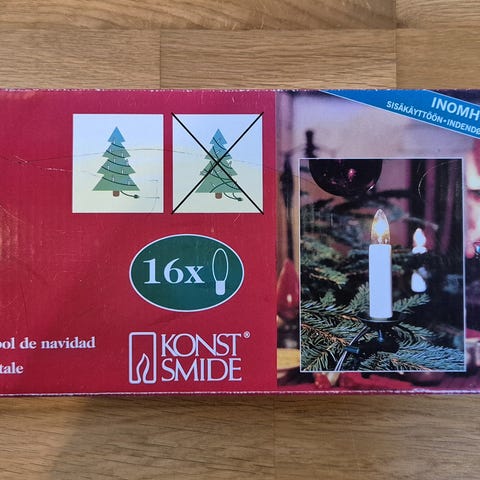 INOMH
SISÄKÄYTTÖÖN•INDENDØ
16x
ool de navidad
tale
KONST®
SMIDE